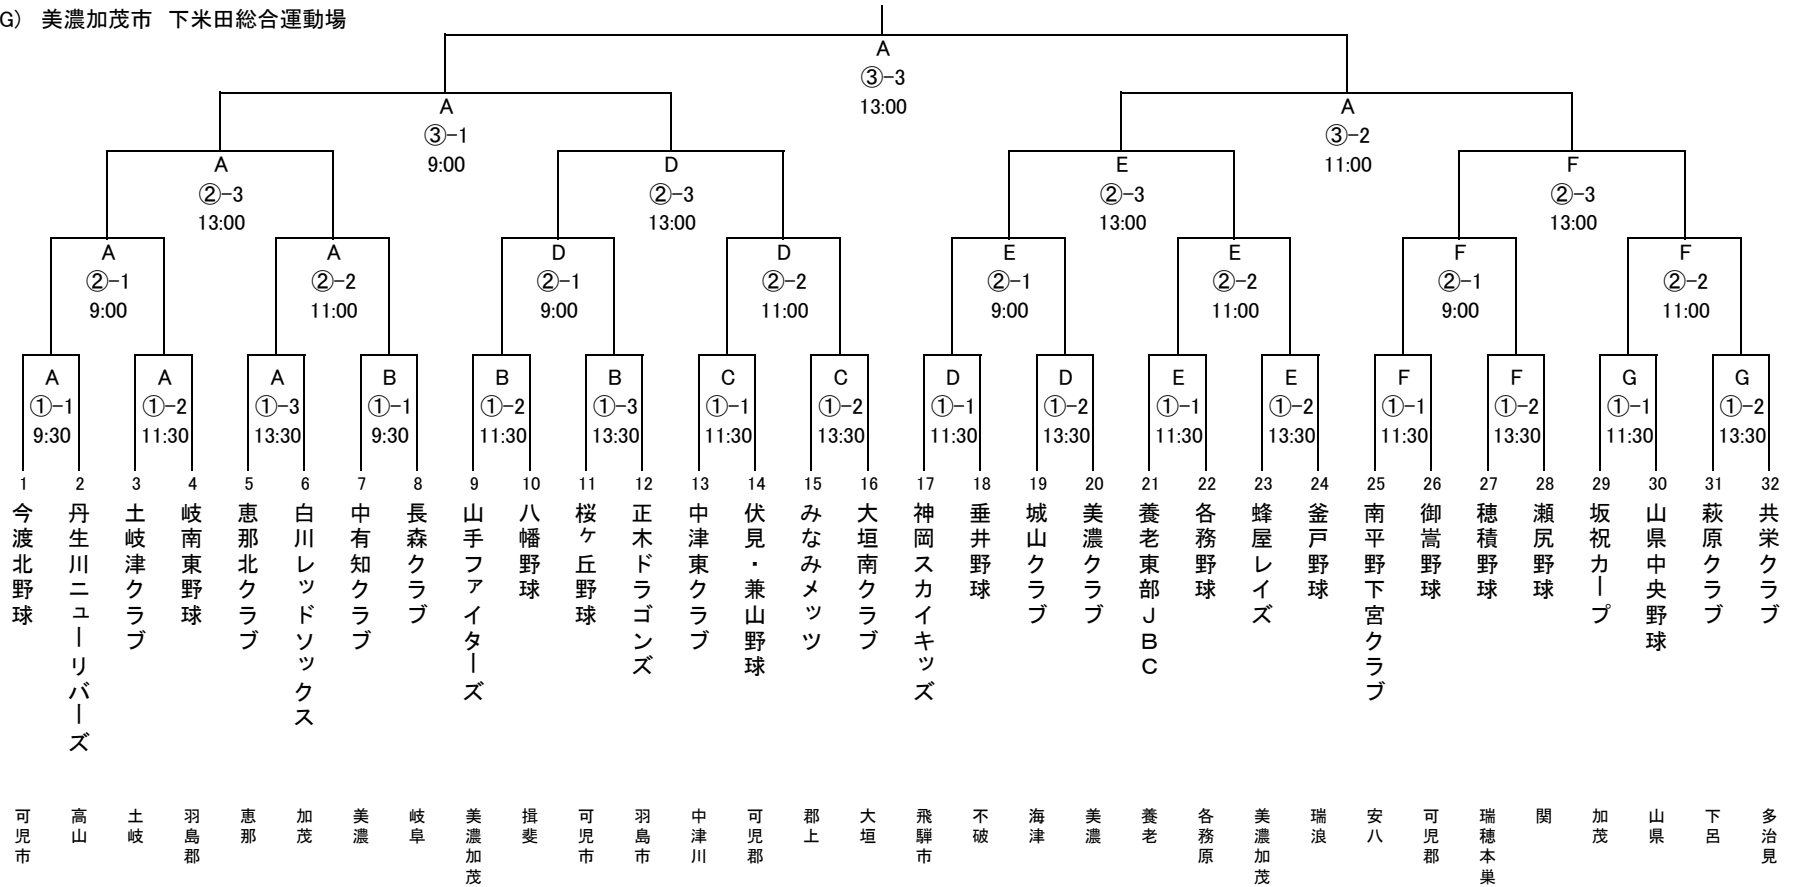 G) 美濃加茂市 下米田総合運動場
A
③-3
13:00
A
③-1
9:00
A
③-2
11:00
A
②-3
13:00
D
②-3
13:00
E
②-3
13:00
F
②-3
13:00
A
②-1
9:00
A
②-2
11:00
D
②-1
9:00
D
②-2
11:00
E
②-1
9:00
E
②-2
11:00
F
②-1
9:00
F
②-2
11:00
A
①-1
9:30
A
①-2
11:30
A
①-3
13:30
B
①-1
9:30
B
①-2
11:30
B
①-3
13:30
C
①-1
11:30
C
①-2
13:30
D
①-1
11:30
D
①-2
13:30
E
①-1
11:30
E
①-2
13:30
F
①-1
11:30
F
①-2
13:30
G
①-1
11:30
G
①-2
13:30
1
今渡北野球
可児市
2
丹生川ニューリバーズ
高山
3
土岐津クラブ
土岐
4
岐南東野球
羽島郡
5
恵那北クラブ
恵那
6
白川レッドソックス
加茂
7
中有知クラブ
美濃
8
長森クラブ
岐阜
9
山手ファイターズ
美濃加茂
10
八幡野球
揖斐
11
桜ケ丘野球
可児市
12
正木ドラゴンズ
羽島市
13
中津東クラブ
中津川
14
伏見・兼山野球
可児郡
15
みなみメッツ
郡上
16
大垣南クラブ
大垣
17
神岡スカイキッズ
飛騨市
18
垂井野球
不破
19
城山クラブ
海津
20
美濃クラブ
美濃
21
養老東部JBC
養老
22
各務野球
各務原
23
蜂屋レイズ
美濃加茂
24
釜戸野球
瑞浪
25
南平野下宮クラブ
安八
26
御嵩野球
可児郡
27
穂積野球
瑞穂本巣
28
瀬尻野球
関
29
坂祝カープ
加茂
30
山県中央野球
山県
31
萩原クラブ
下呂
32
共栄クラブ
多治見